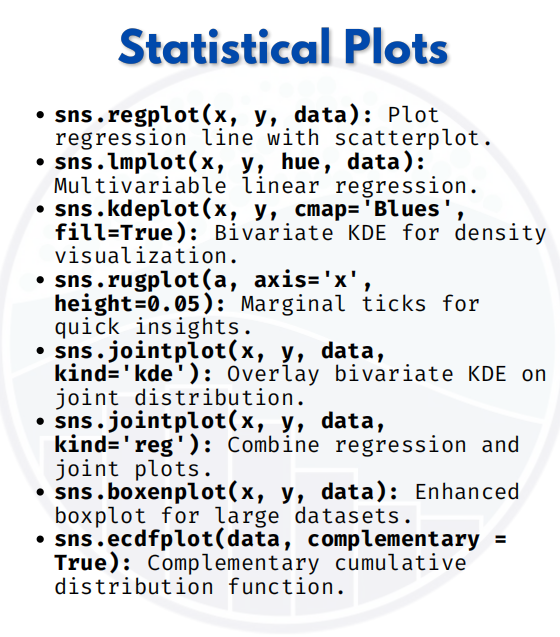 Statistical Plots
• sns.regplot(x, y, data): Plot
regression line with scatterplot.
• sns.lmplot(x, y, hue, data):
Multivariable linear regression.
• sns.kdeplot(x, y, cmap='Blues',
fill=True): Bivariate KDE for density
visualization.
• sns.rugplot(a, axis='x',
height=0.05): Marginal ticks for
quick insights.
• sns.jointplot(x, y, data,
kind='kde'): Overlay bivariate KDE on
joint distribution.
• sns.jointplot(x, y, data,
kind='reg'): Combine regression and
joint plots.
• sns.boxenplot(x, y, data): Enhanced
boxplot for large datasets.
• sns.ecdfplot(data, complementary =
True): Complementary cumulative
distribution function.